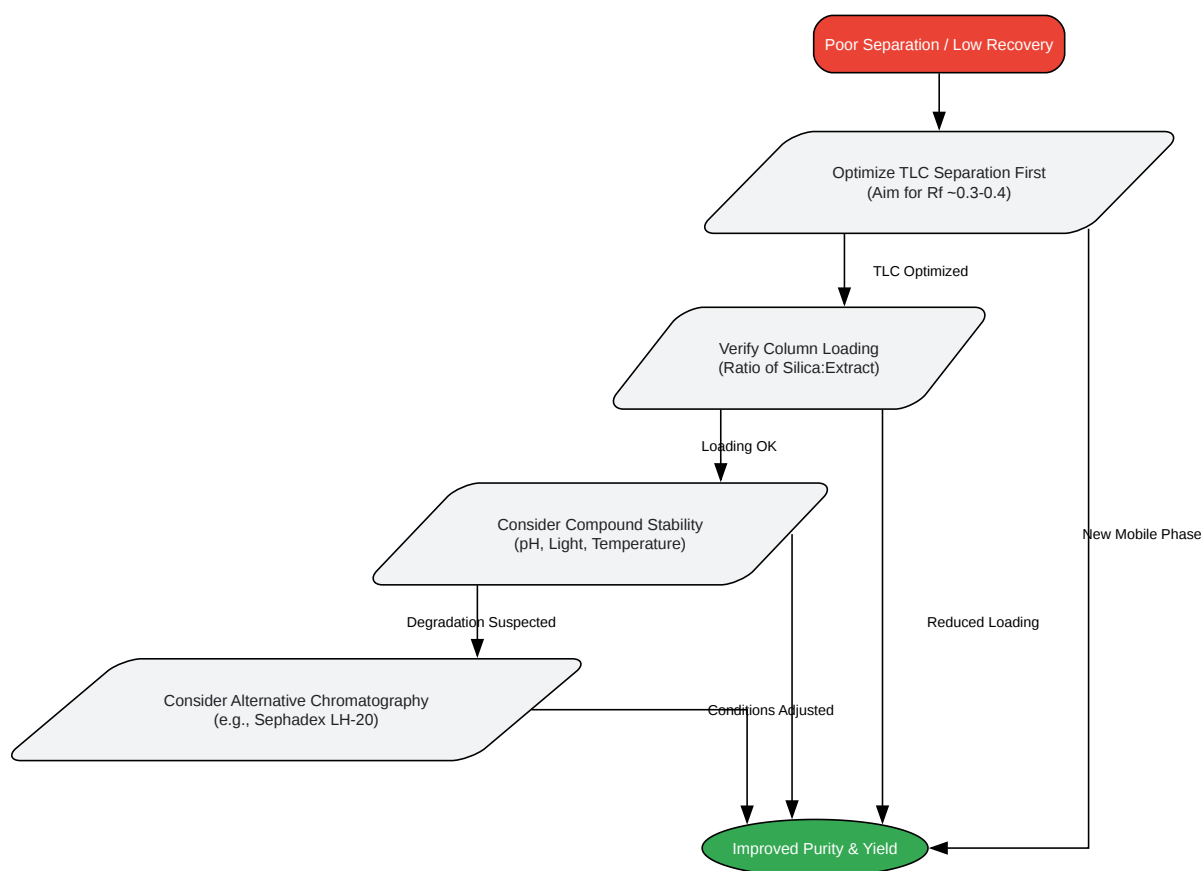 Poor Separation / Low Recovery
Optimize TLC Separation First
(Aim for Rf ~0.3-0.4)
TLC Optimized
Verify Column Loading
(Ratio of Silica:Extract)
Loading OK
Consider Compound Stability
(pH, Light, Temperature)
New Mobile Phase
Degradation Suspected
Reduced Loading
Consider Alternative Chromatography
(e.g., Sephadex LH-20)
Conditions Adjusted
Improved Purity & Yield